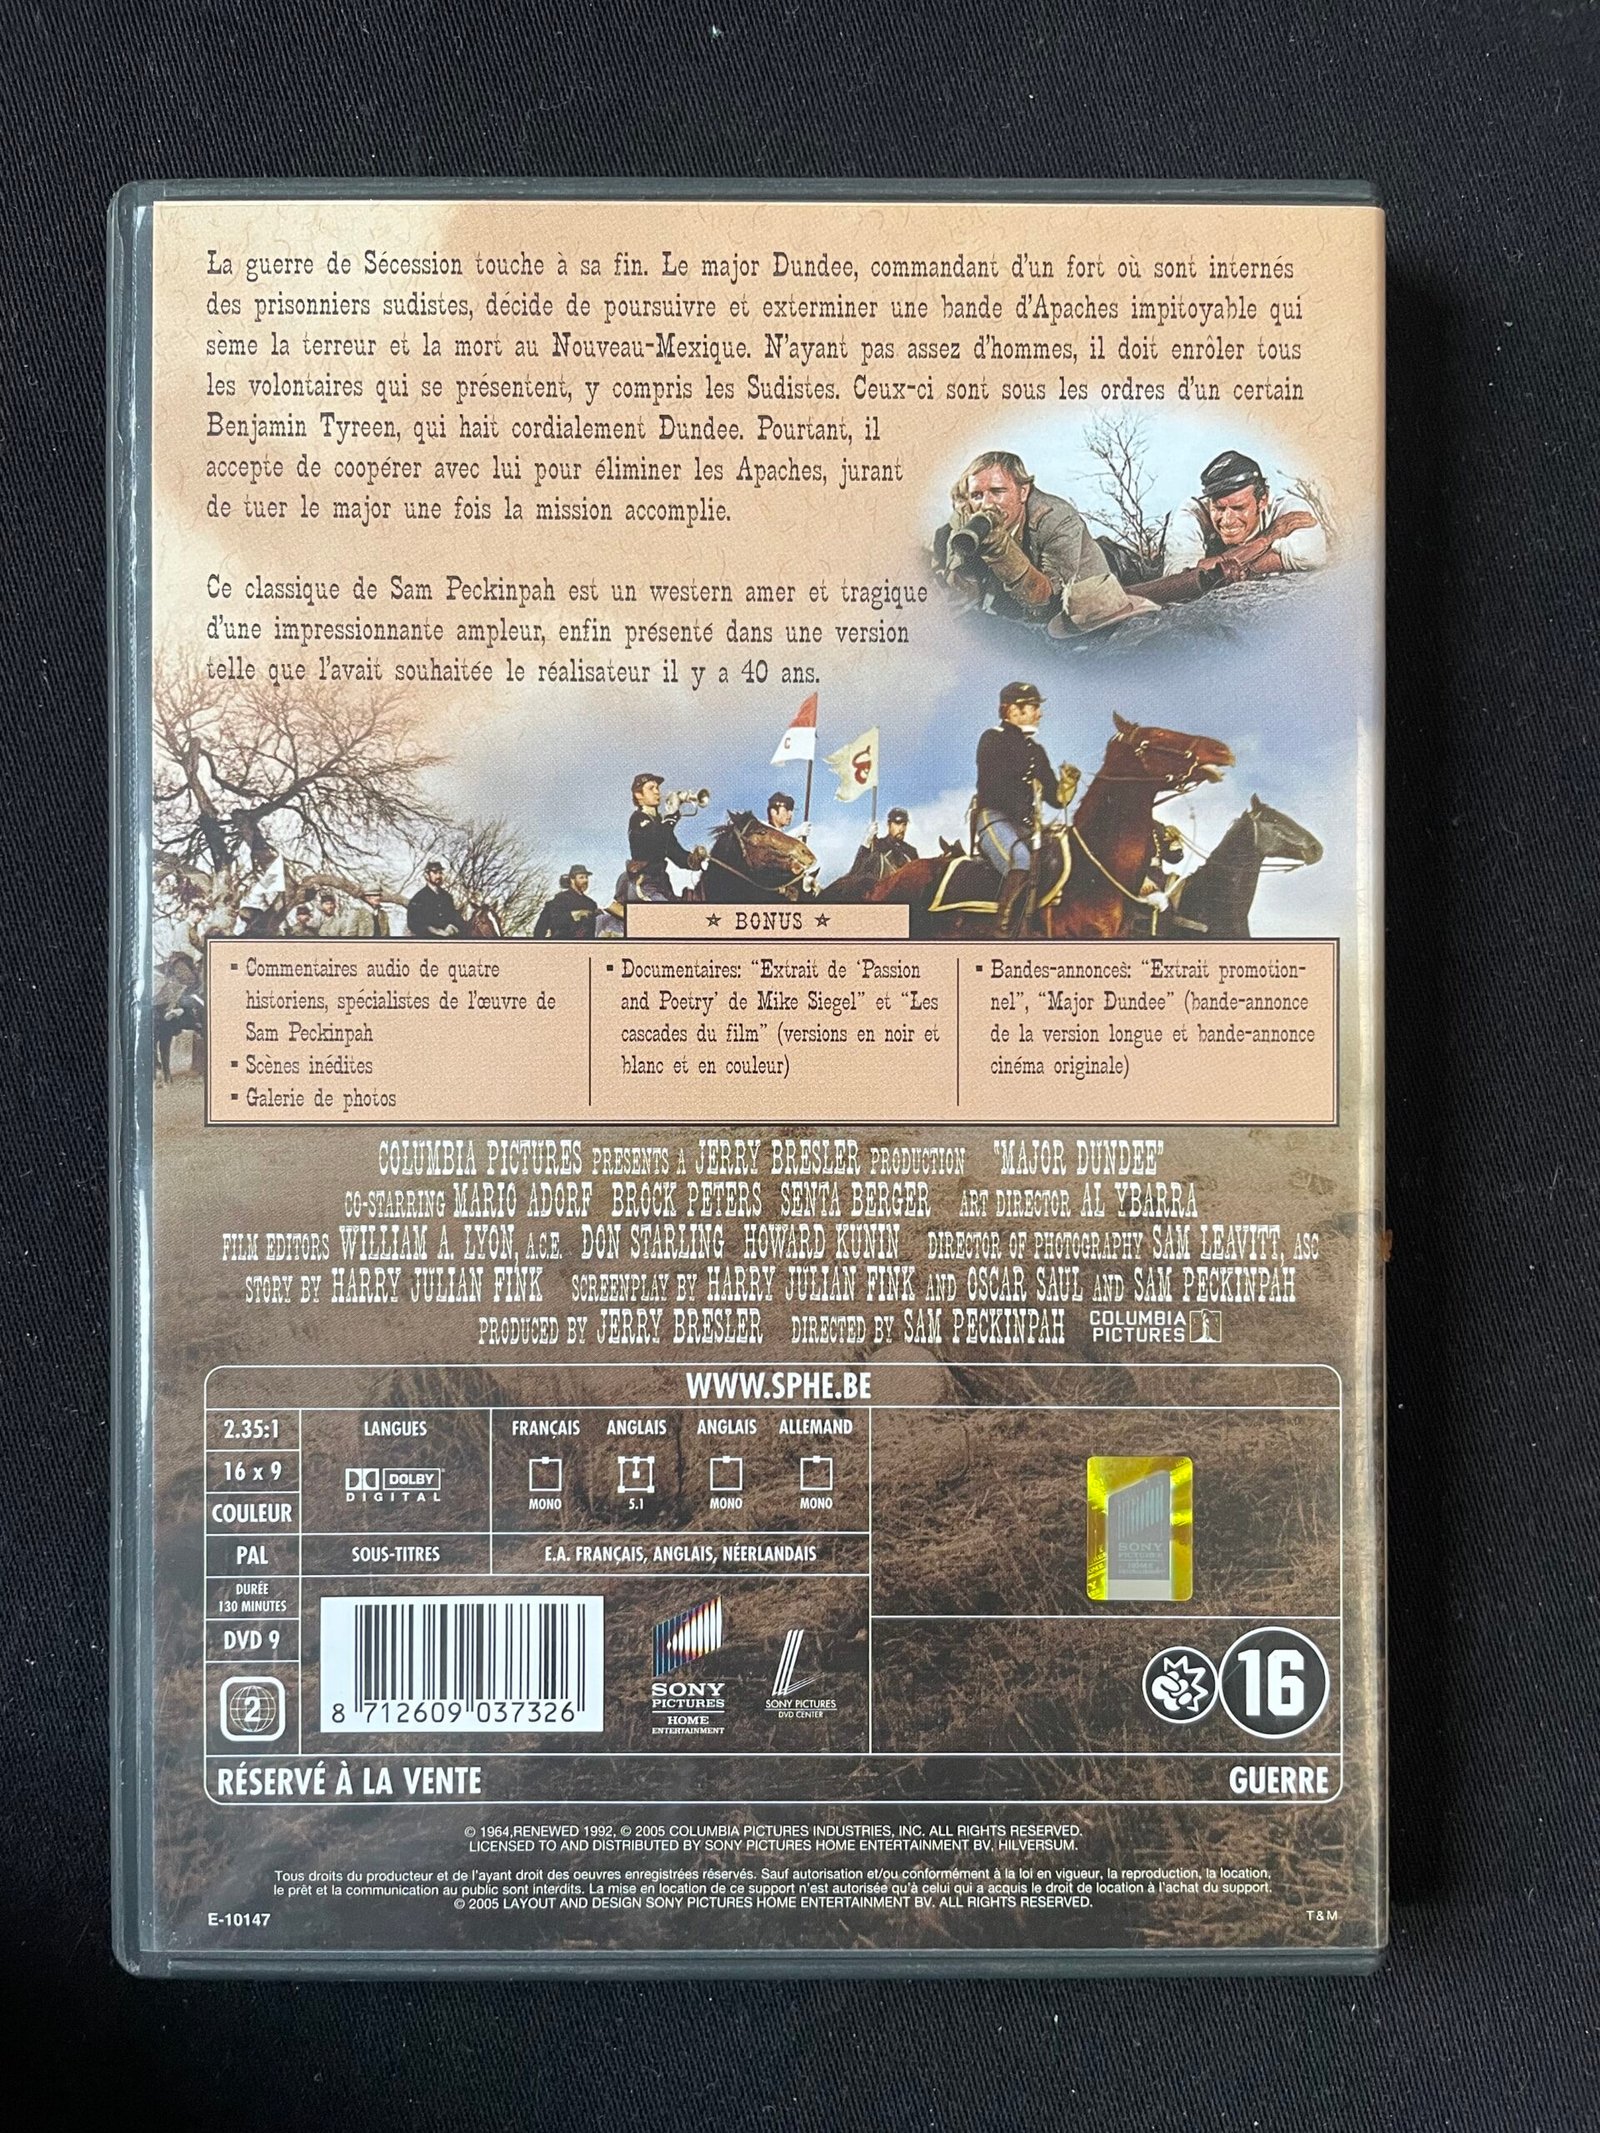 La guerre de Sécession touche à sa fin. Le major Dundee, commandant d'un fort où sont internés
des prisonniers sudistes, décide de poursuivre et exterminer une bande d'Apaches impitoyable qui
sème la terreur et la mort au Nouveau-Mexique. N'ayant pas assez d'hommes, il doit enrôler tous
les volontaires qui se présentent, y compris les Sudistes. Ceux-ci sont sous les ordres d'un certain
Benjamin Tyreen, qui hait cordialement Dundee. Pourtant, il
accepte de coopérer avec lui pour éliminer les Apaches, jurant
de tuer le major une fois la mission accomplie.
Ce classique de Sam Peckinpah est un western amer et tragique
d'une impressionnante ampleur, enfin présenté dans une version
telle que l'avait souhaitée le réalisateur il y a 40 ans.
C
BONUS
▪ Commentaires audio de quatre
historiens, spécialistes de l'œuvre de
Sam Peckinpah
▪ Scènes inédites
▪ Galerie de photos
▪ Documentaires: "Extrait de 'Passion
and Poetry' de Mike Siegel" et "Les
cascades du film" (versions en noir et
blanc et en couleur)
▪ Bandes-annonces: "Extrait promotion-
nel", "Major Dundee" (bande-annonce
de la version longue et bande-annonce
cinéma originale)
COLUMBIA PICTURES PRESENTS A JERRY BRESLER PRODUCTION "MAJOR DUNDEE"
CO-STARRING MARIO ADORF BROCK PETERS SENTA BERGER ART DIRECTOR AL YBARRA
FILM EDITORS WILLIAM A. LYON, A.C.E. DON STARLING HOWARD KUNIN DIRECTOR OF PHOTOGRAPHY SAM LEAVITT, ASC
STORY BY HARRY JULIAN FINK SCREENPLAY BY HARRY JULIAN FINK AND OSCAR SAUL AND SAM PECKINPAH
PRODUCED BY JERRY BRESLER DIRECTED BY SAM PECKINPAH COLUMBIA PICTURES
WWW.SPHE.BE
2.35:1
16 x 9
COULEUR
PAL
DURÉE
130 MINUTES
DVD 9
2
LANGUES
DOLBY
DIGITAL
FRANÇAIS ANGLAIS ANGLAIS ALLEMAND
MONO 5.1 MONO MONO
SOUS-TITRES
E.A. FRANÇAIS, ANGLAIS, NÉERLANDAIS
8 712609 037326
SONY
PICTURES
HOME
ENTERTAINMENT
SONY PICTURES
DVD CENTER
SONY
PICTURES
HOME
16
RÉSERVÉ À LA VENTE
GUERRE
© 1964,RENEWED 1992, © 2005 COLUMBIA PICTURES INDUSTRIES, INC. ALL RIGHTS RESERVED.
LICENSED TO AND DISTRIBUTED BY SONY PICTURES HOME ENTERTAINMENT BV, HILVERSUM.
Tous droits du producteur et de l'ayant droit des oeuvres enregistrées réservés. Sauf autorisation et/ou conformément à la loi en vigueur, la reproduction, la location,
le prêt et la communication au public sont interdits. La mise en location de ce support n'est autorisée qu'à celui qui a acquis le droit de location à l'achat du support.
© 2005 LAYOUT AND DESIGN SONY PICTURES HOME ENTERTAINMENT BV. ALL RIGHTS RESERVED.
E-10147
T&M